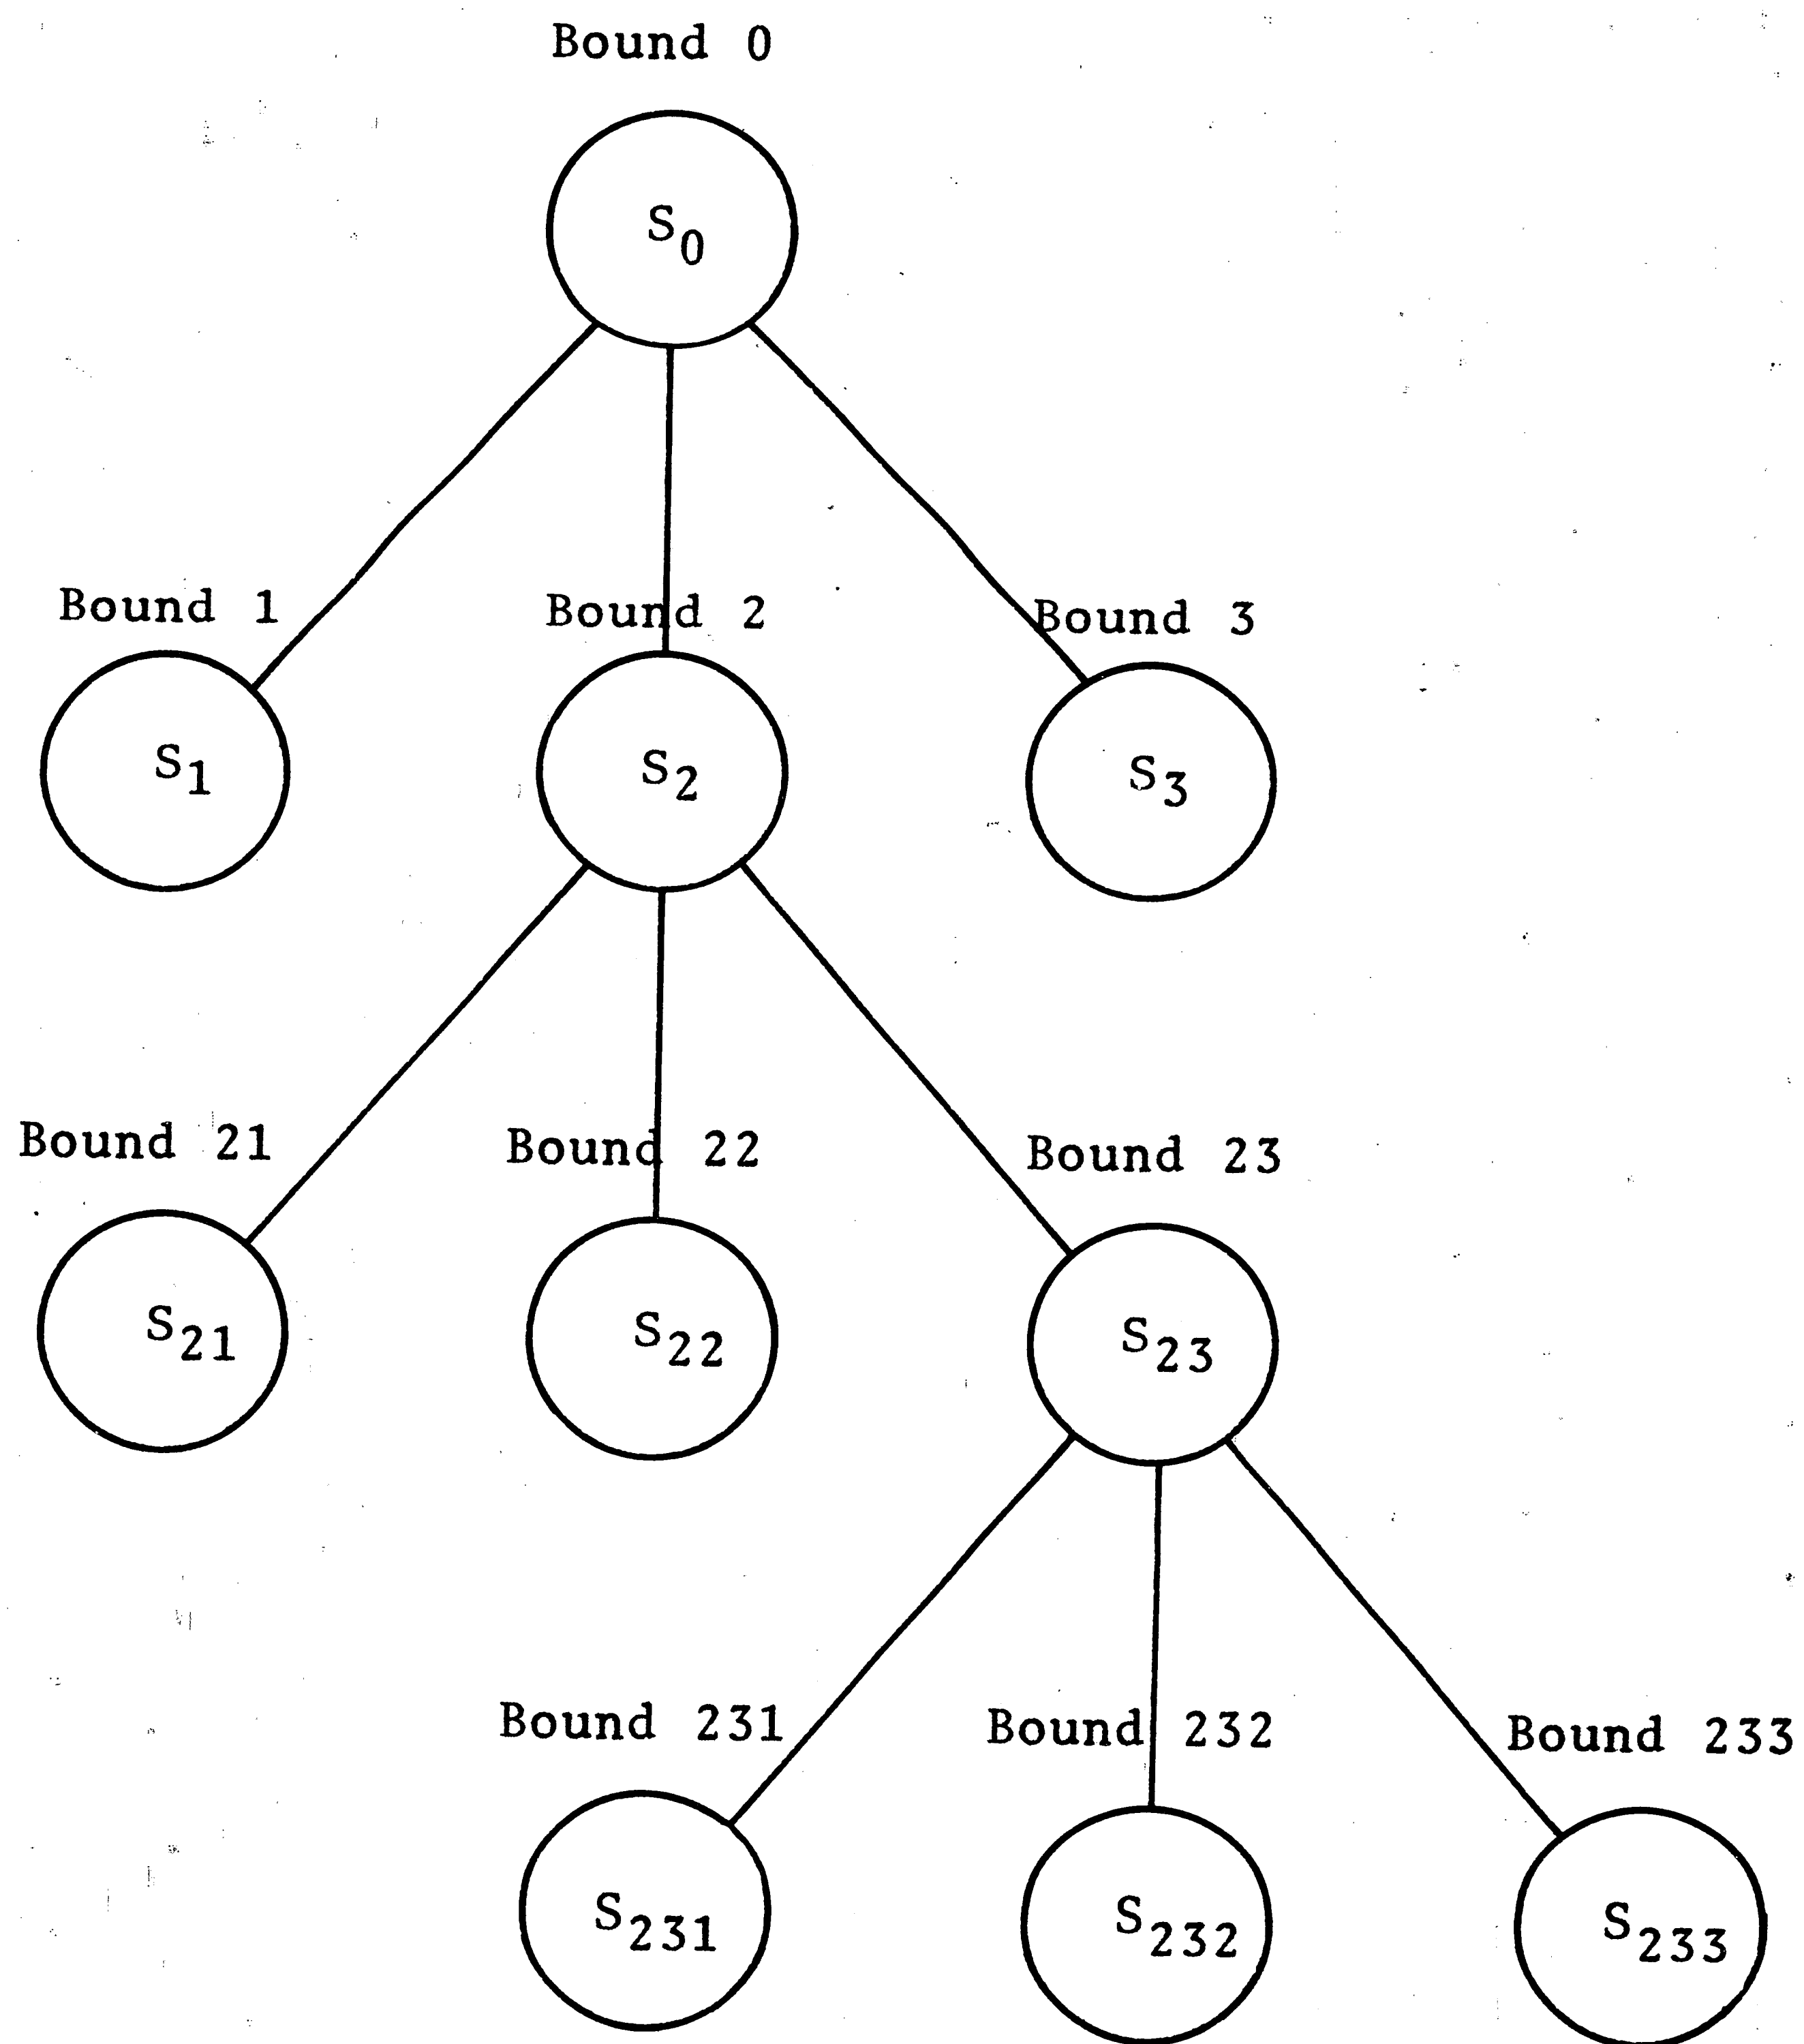 Bound 0
S0
Bound 1 Bound 2 Bound 3
S1 S2 S3
Bound 21 Bound 22 Bound 23
S21 S22 S23
Bound 231 Bound 232 Bound 233
S231 S232 S233